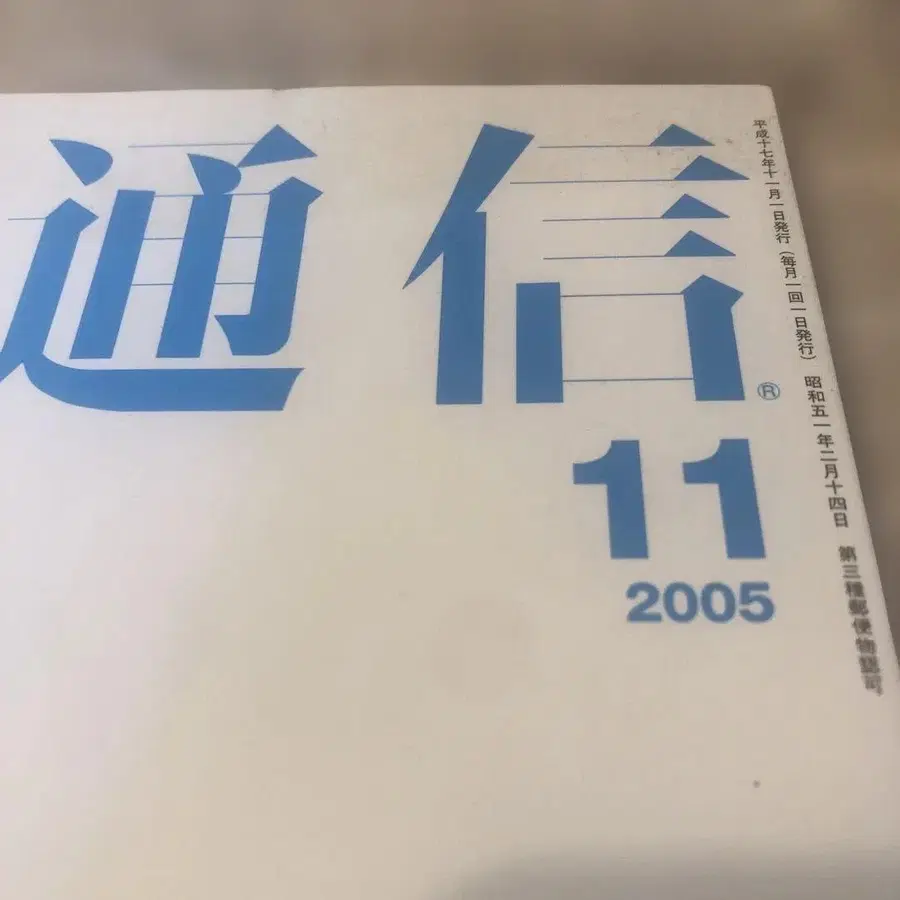 通信®
11
2005
平成十七年十一月一日発行（毎月一回一日発行） 昭和五一年二月十四日 第三種郵便物認可